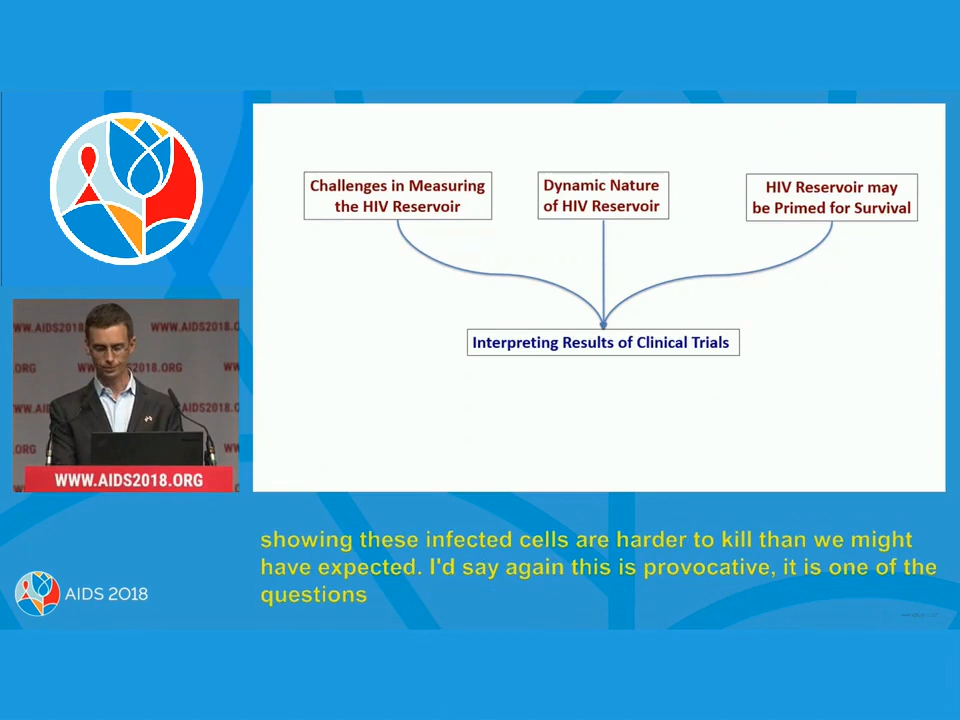 Challenges in Measuring
the HIV Reservoir
Dynamic Nature
of HIV Reservoir
HIV Reservoir may
be Primed for Survival
Interpreting Results of Clinical Trials
WW.AIDS2018.
WWW.AIDS2018.C
.ORG
S2018.ORG
WW
WWW.A
AIDS2018.C
.ORG
WWW.AIDS2018.ORG
showing these infected cells are harder to kill than we might
have expected. I'd say again this is provocative, it is one of the
questions
AIDS 2018